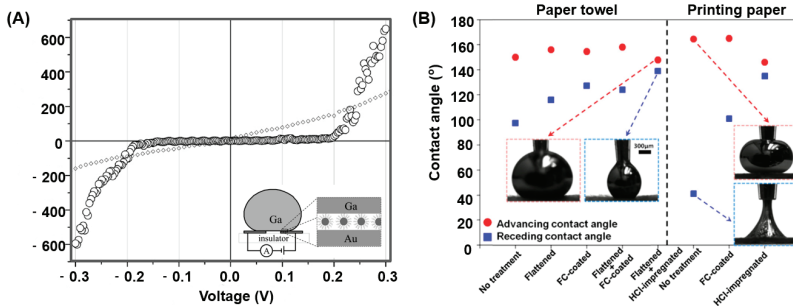 (A)
600
400
200
0
- 200
- 400
- 600
- 0.3
- 0.2
- 0.1
0.0
0.1
0.2
0.3
Voltage (V)
Ga
insulator
A
Ga
Au
(B)
Paper towel
Printing paper
Contact angle (°)
180
160
140
120
100
80
60
40
20
0
300μm
Advancing contact angle
Receding contact angle
No treatment
Flattened
FC-coated
Flattened
+
FC-coated
Flattened
+
HCl-impregnated
No treatment
FC-coated
HCl-impregnated